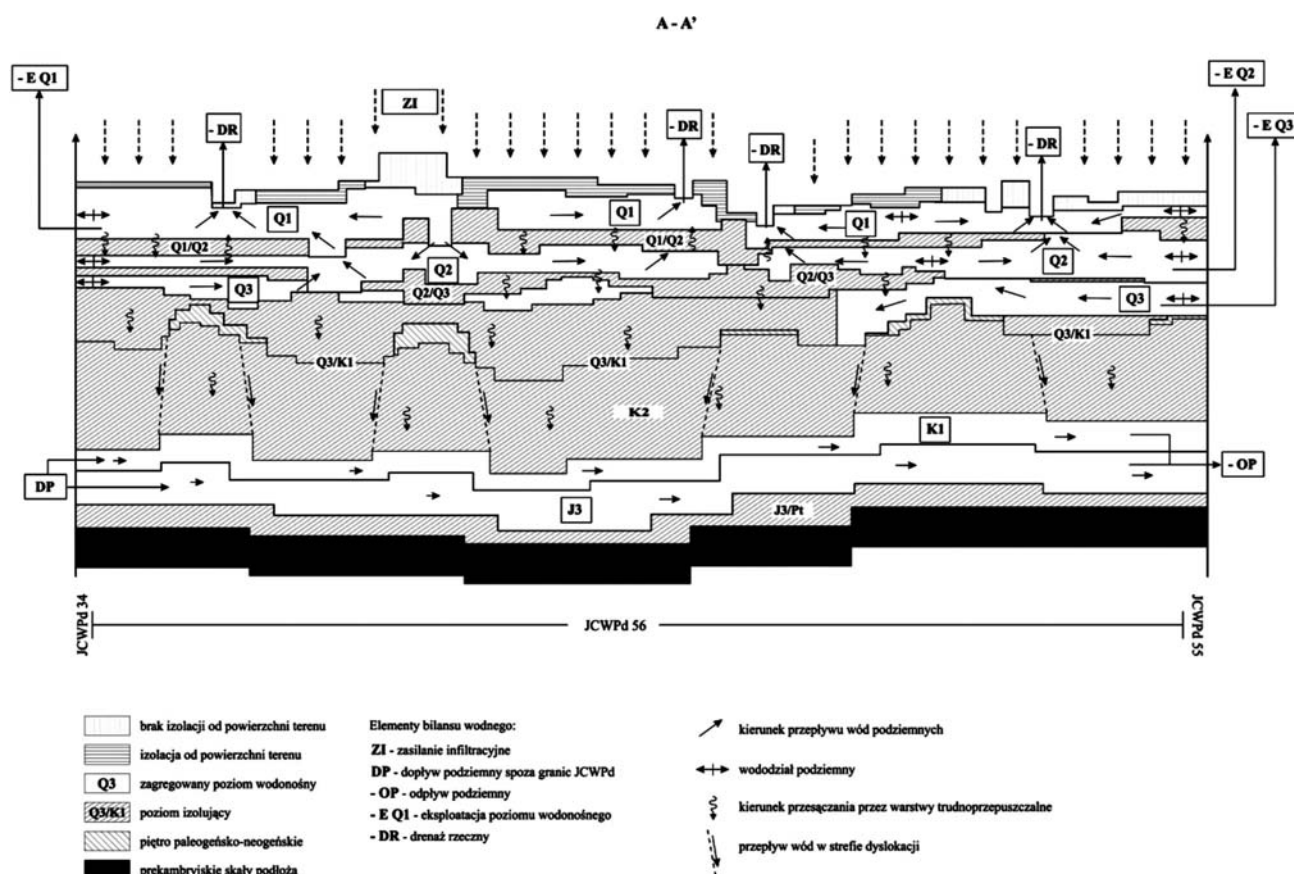 A - A'
- E Q1
ZI
- E Q2
- DR
- DR
- DR
- DR
- E Q3
Q1
Q1
Q1
Q1/Q2
Q1/Q2
Q2
Q2
Q2/Q3
Q2/Q3
Q3
Q3
Q3/K1
Q3/K1
Q3/K1
K2
K1
DP
- OP
J3
J3/Pt
JCWPd 34
JCWPd 56
JCWPd 55
brak izolacji od powierzchni terenu
izolacja od powierzchni terenu
Q3 zagregowany poziom wodonośny
Q3/K1 poziom izolujący
piętro paleogeńsko-neogeńskie
prekambryjskie skały podłoża
Elementy bilansu wodnego:
ZI - zasilanie infiltracyjne
DP - dopływ podziemny spoza granic JCWPd
- OP - odpływ podziemny
- E Q1 - eksploatacja poziomu wodonośnego
- DR - drenaż rzeczny
kierunek przepływu wód podziemnych
wododział podziemny
kierunek przesączania przez warstwy trudnoprzepuszczalne
przepływ wód w strefie dyslokacji